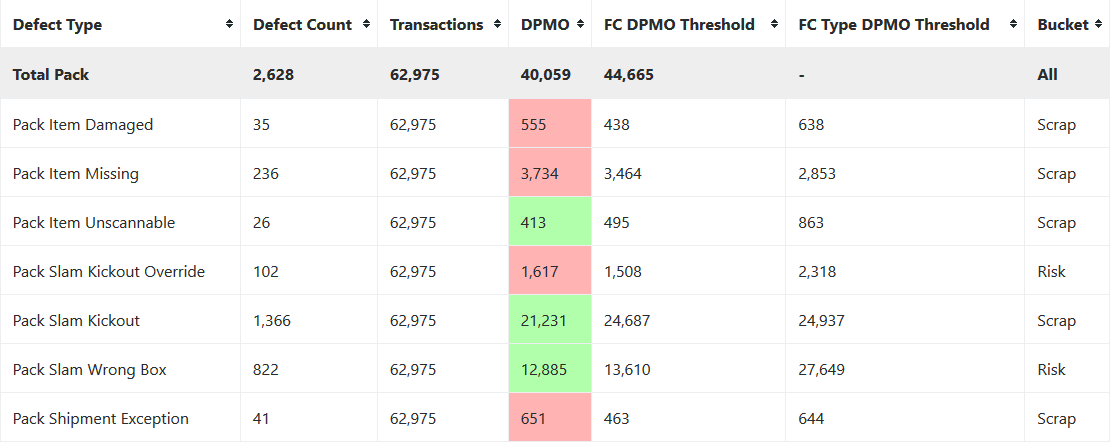 Defect Type Defect Count Transactions DPMO FC DPMO Threshold FC Type DPMO Threshold Bucket
Total Pack 2,628 62,975 40,059 44,665 - All
Pack Item Damaged 35 62,975 555 438 638 Scrap
Pack Item Missing 236 62,975 3,734 3,464 2,853 Scrap
Pack Item Unscannable 26 62,975 413 495 863 Scrap
Pack Slam Kickout Override 102 62,975 1,617 1,508 2,318 Risk
Pack Slam Kickout 1,366 62,975 21,231 24,687 24,937 Scrap
Pack Slam Wrong Box 822 62,975 12,885 13,610 27,649 Risk
Pack Shipment Exception 41 62,975 651 463 644 Scrap